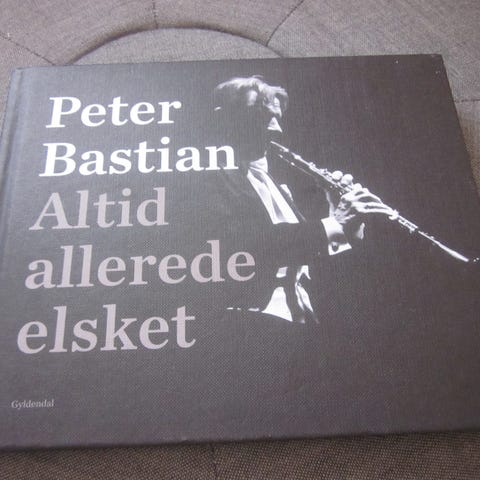 Peter
Bastian
Altid
allerede
elsket
Gyldendal